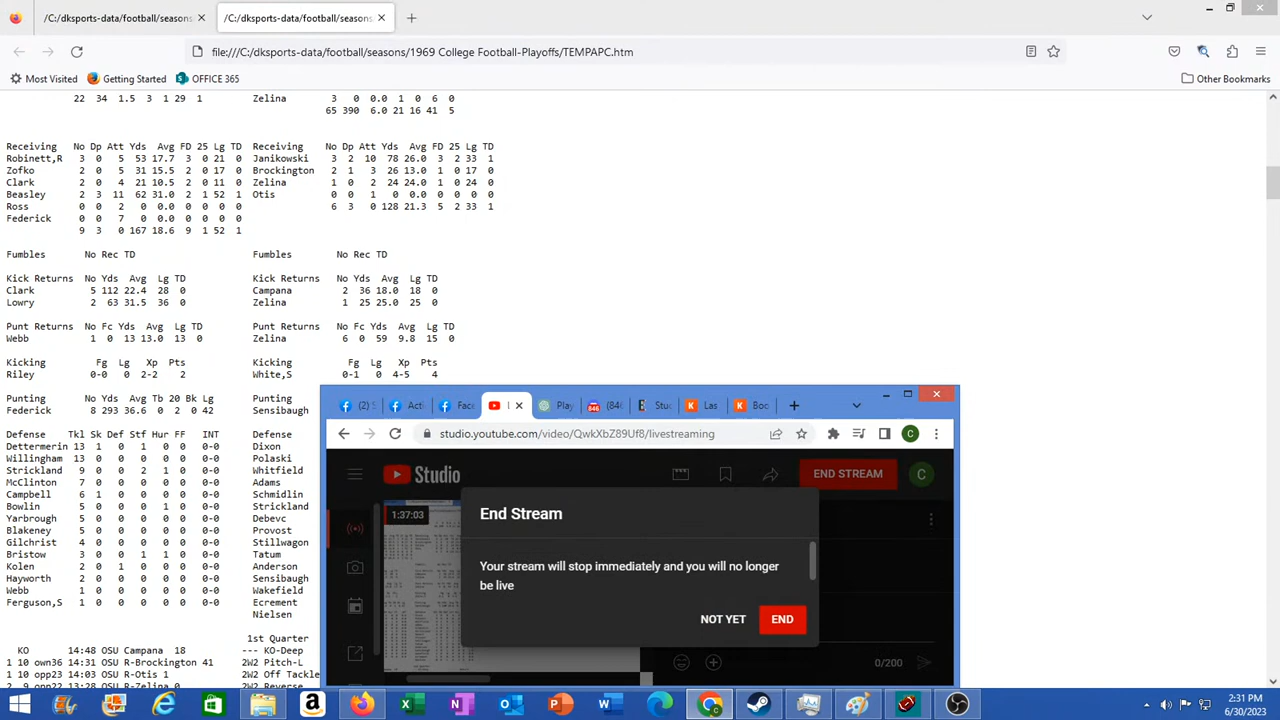 /C:/dksports-data/football/seasons
/C:/dksports-data/football/seasons
file:///C:/dksports-data/football/seasons/1969 College Football-Playoffs/TEMPAPC.htm
Most Visited Getting Started OFFICE 365 Other Bookmarks
22 34 1.5 3 1 29 1 Zelina 3 0 0.0 1 0 6 0
65 390 6.0 21 16 41 5
Receiving No Dp Att Yds Avg FD 25 Lg TD Receiving No Dp Att Yds Avg FD 25 Lg TD
Robinett,R 3 0 5 53 17.7 3 0 21 0 Janikowski 3 2 10 78 26.0 3 2 33 1
Zofko 2 0 5 31 15.5 2 0 17 0 Brockington 2 1 3 26 13.0 1 0 17 0
Clark 2 0 4 21 10.5 2 0 11 0 Zelina 1 0 2 24 24.0 1 0 24 0
Beasley 2 3 11 62 31.0 2 1 52 1 Otis 0 0 1 0 0.0 0 0 0 0
Ross 0 0 2 0 0.0 0 0 0 0 6 3 0 128 21.3 5 2 33 1
Federick 0 0 7 0 0.0 0 0 0 0
9 3 0 167 18.6 9 1 52 1
Fumbles No Rec TD Fumbles No Rec TD
Kick Returns No Yds Avg Lg TD Kick Returns No Yds Avg Lg TD
Clark 5 112 22.4 28 0 Campana 2 36 18.0 18 0
Lowry 2 63 31.5 36 0 Zelina 1 25 25.0 25 0
Punt Returns No Fc Yds Avg Lg TD Punt Returns No Fc Yds Avg Lg TD
Webb 1 0 13 13.0 13 0 Zelina 6 0 59 9.8 15 0
Kicking Fg Lg Xp Pts Kicking Fg Lg Xp Pts
Riley 0-0 0 2-2 2 White,S 0-1 0 4-5 4
Punting No Yds Avg Tb 20 Bk Lg Punting
Federick 8 293 36.6 0 2 0 42 Sensibaugh
Defense Tkl Sk Def Stf Hur FF INT Defense
Bittermerin 13 1 0 1 0 0 0-0 Dixon
Willingham 13 0 0 0 0 0 0-0 Polaski
Strickland 9 0 0 2 1 0 0-0 Whitfield
McClinton 7 0 0 0 0 0 0-0 Adams
Campbell 6 1 0 0 0 0 0-0 Schmidlin
Bowlin 5 0 0 0 1 0 0-0 Strickland
Yarbrough 5 0 0 0 0 0 0-0 Debevc
Blakeney 5 0 0 0 0 0 0-0 Provost
Gilchrist 4 0 0 0 0 0 0-0 Stillwagon
Bristow 3 0 0 1 1 0 0-0 Tatum
Kolen 2 0 1 0 0 0 0-0 Anderson
Hayworth 2 0 0 0 0 0 0-0 Sensibaugh
Webb 1 0 0 0 0 0 0-0 Wakefield
Ferguson,S 0 0 0 0 0 0 0-0 Ecrement
Nielsen
1st Quarter
KO 14:48 OSU Campana 18 --- KO-Deep
1 10 own36 14:31 OSU R-Brockington 41 2W2 Pitch-L
1 10 opp23 14:03 OSU R-Otis 1 2W2 Off Tackle
2 9 opp22 13:28 OSU R-Zelina 0 2W2 Reverse
(2) S Acti Face Play (846 Stu Las Boo
studio.youtube.com/video/QwkXbZ89Uf8/livestreaming
Studio END STREAM C
1:37:03
End Stream
Your stream will stop immediately and you will no longer
be live
NOT YET END
0/200
2:31 PM
6/30/2023